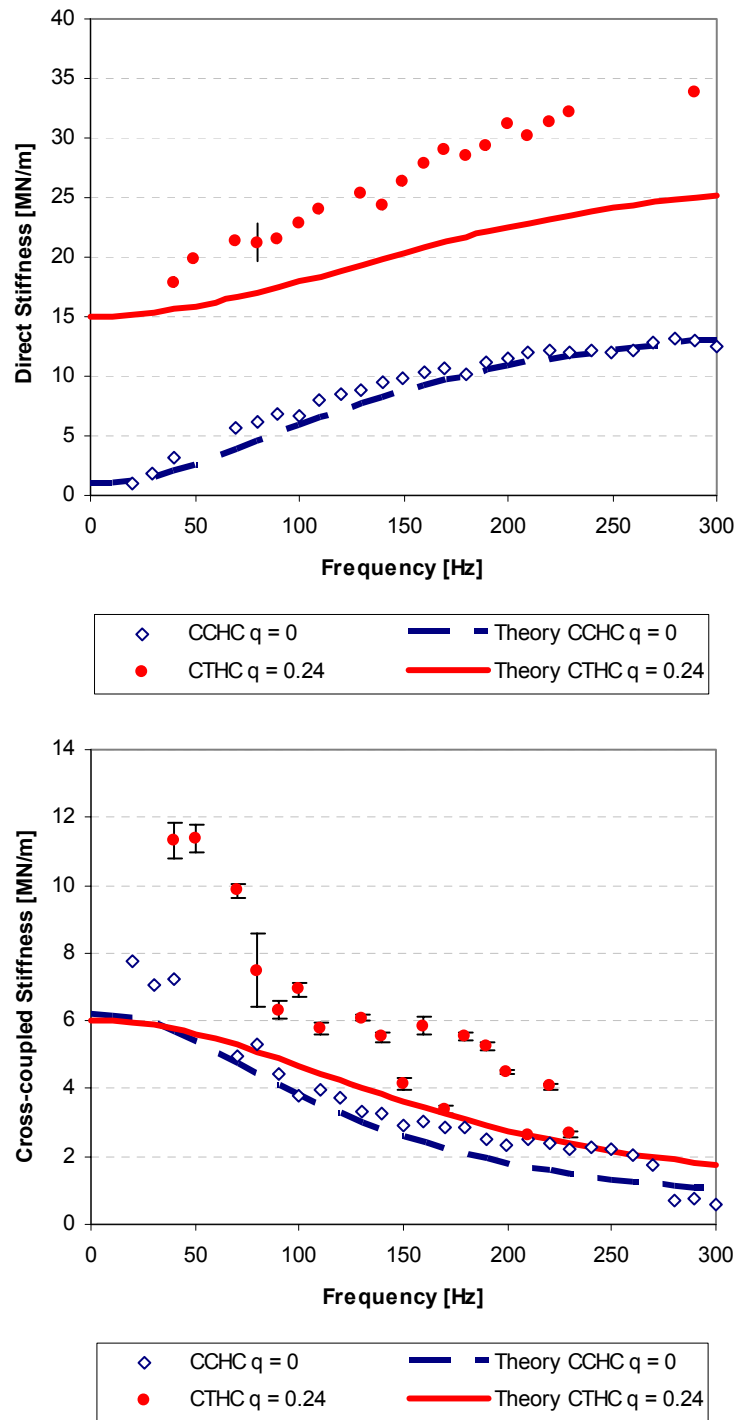 40
35
30
25
20
15
10
5
0
Direct Stiffness [MN/m]
0 50 100 150 200 250 300
Frequency [Hz]
CCHC q = 0 Theory CCHC q = 0
CTHC q = 0.24 Theory CTHC q = 0.24
14
12
10
8
6
4
2
0
Cross-coupled Stiffness [MN/m]
0 50 100 150 200 250 300
Frequency [Hz]
CCHC q = 0 Theory CCHC q = 0
CTHC q = 0.24 Theory CTHC q = 0.24